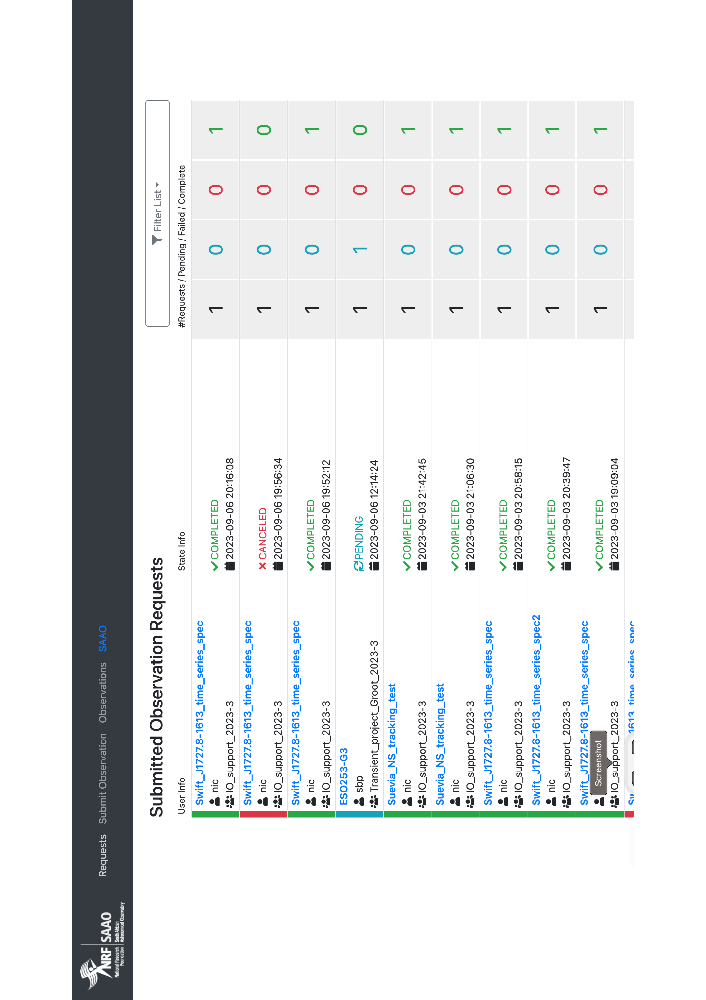 NRF SAAO
National Research Foundation
South African Astronomical Observatory
Requests Submit Observation Observations SAAO
Submitted Observation Requests
Filter List
User Info State Info #Requests / Pending / Failed / Complete
Swift_J1727.8-1613_time_series_spec
nic COMPLETED 1 0 0 1
IO_support_2023-3 2023-09-06 20:16:08
Swift_J1727.8-1613_time_series_spec
nic CANCELED 1 0 0 0
IO_support_2023-3 2023-09-06 19:56:34
Swift_J1727.8-1613_time_series_spec
nic COMPLETED 1 0 0 1
IO_support_2023-3 2023-09-06 19:52:12
ESO253-G3
sbp PENDING 1 1 0 0
Transient_project_Groot_2023-3 2023-09-06 12:14:24
Suevia_NS_tracking_test
nic COMPLETED 1 0 0 1
IO_support_2023-3 2023-09-03 21:42:45
Suevia_NS_tracking_test
nic COMPLETED 1 0 0 1
IO_support_2023-3 2023-09-03 21:06:30
Swift_J1727.8-1613_time_series_spec
nic COMPLETED 1 0 0 1
IO_support_2023-3 2023-09-03 20:58:15
Swift_J1727.8-1613_time_series_spec2
nic COMPLETED 1 0 0 1
IO_support_2023-3 2023-09-03 20:39:47
Swift_J1727.8-1613_time_series_spec
Screenshot COMPLETED 1 0 0 1
IO_support_2023-3 2023-09-03 19:09:04
1613_time_series_spec